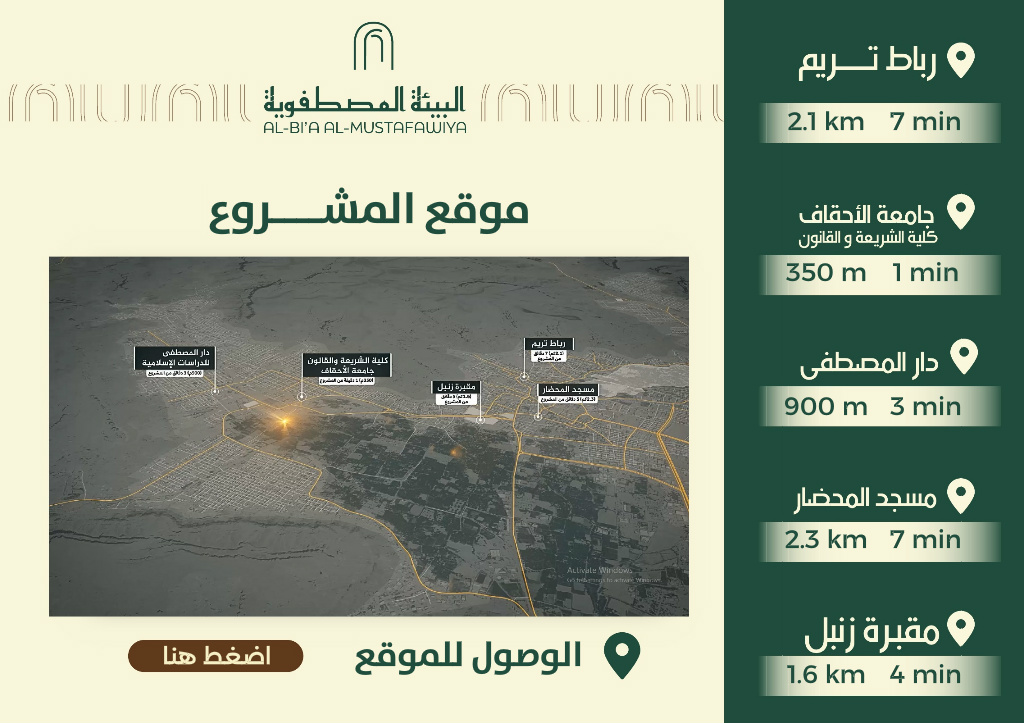 البيئة المصطفوية
AL-BI'A AL-MUSTAFAWIYA
موقع المشـــروع
دار المصطفى
للدراسات الإسلامية
كلية الشريعة والقانون
جامعة الأحقاف
رباط تريم
مقبرة زنبل
مسجد المحضار
Activate Windows
الوصول للموقع
اضغط هنا
رباط تـــريم
2.1 km 7 min
جامعة الأحقاف
كلية الشريعة و القانون
350 m 1 min
دار المصطفى
900 m 3 min
مسجد المحضار
2.3 km 7 min
مقبرة زنبل
1.6 km 4 min